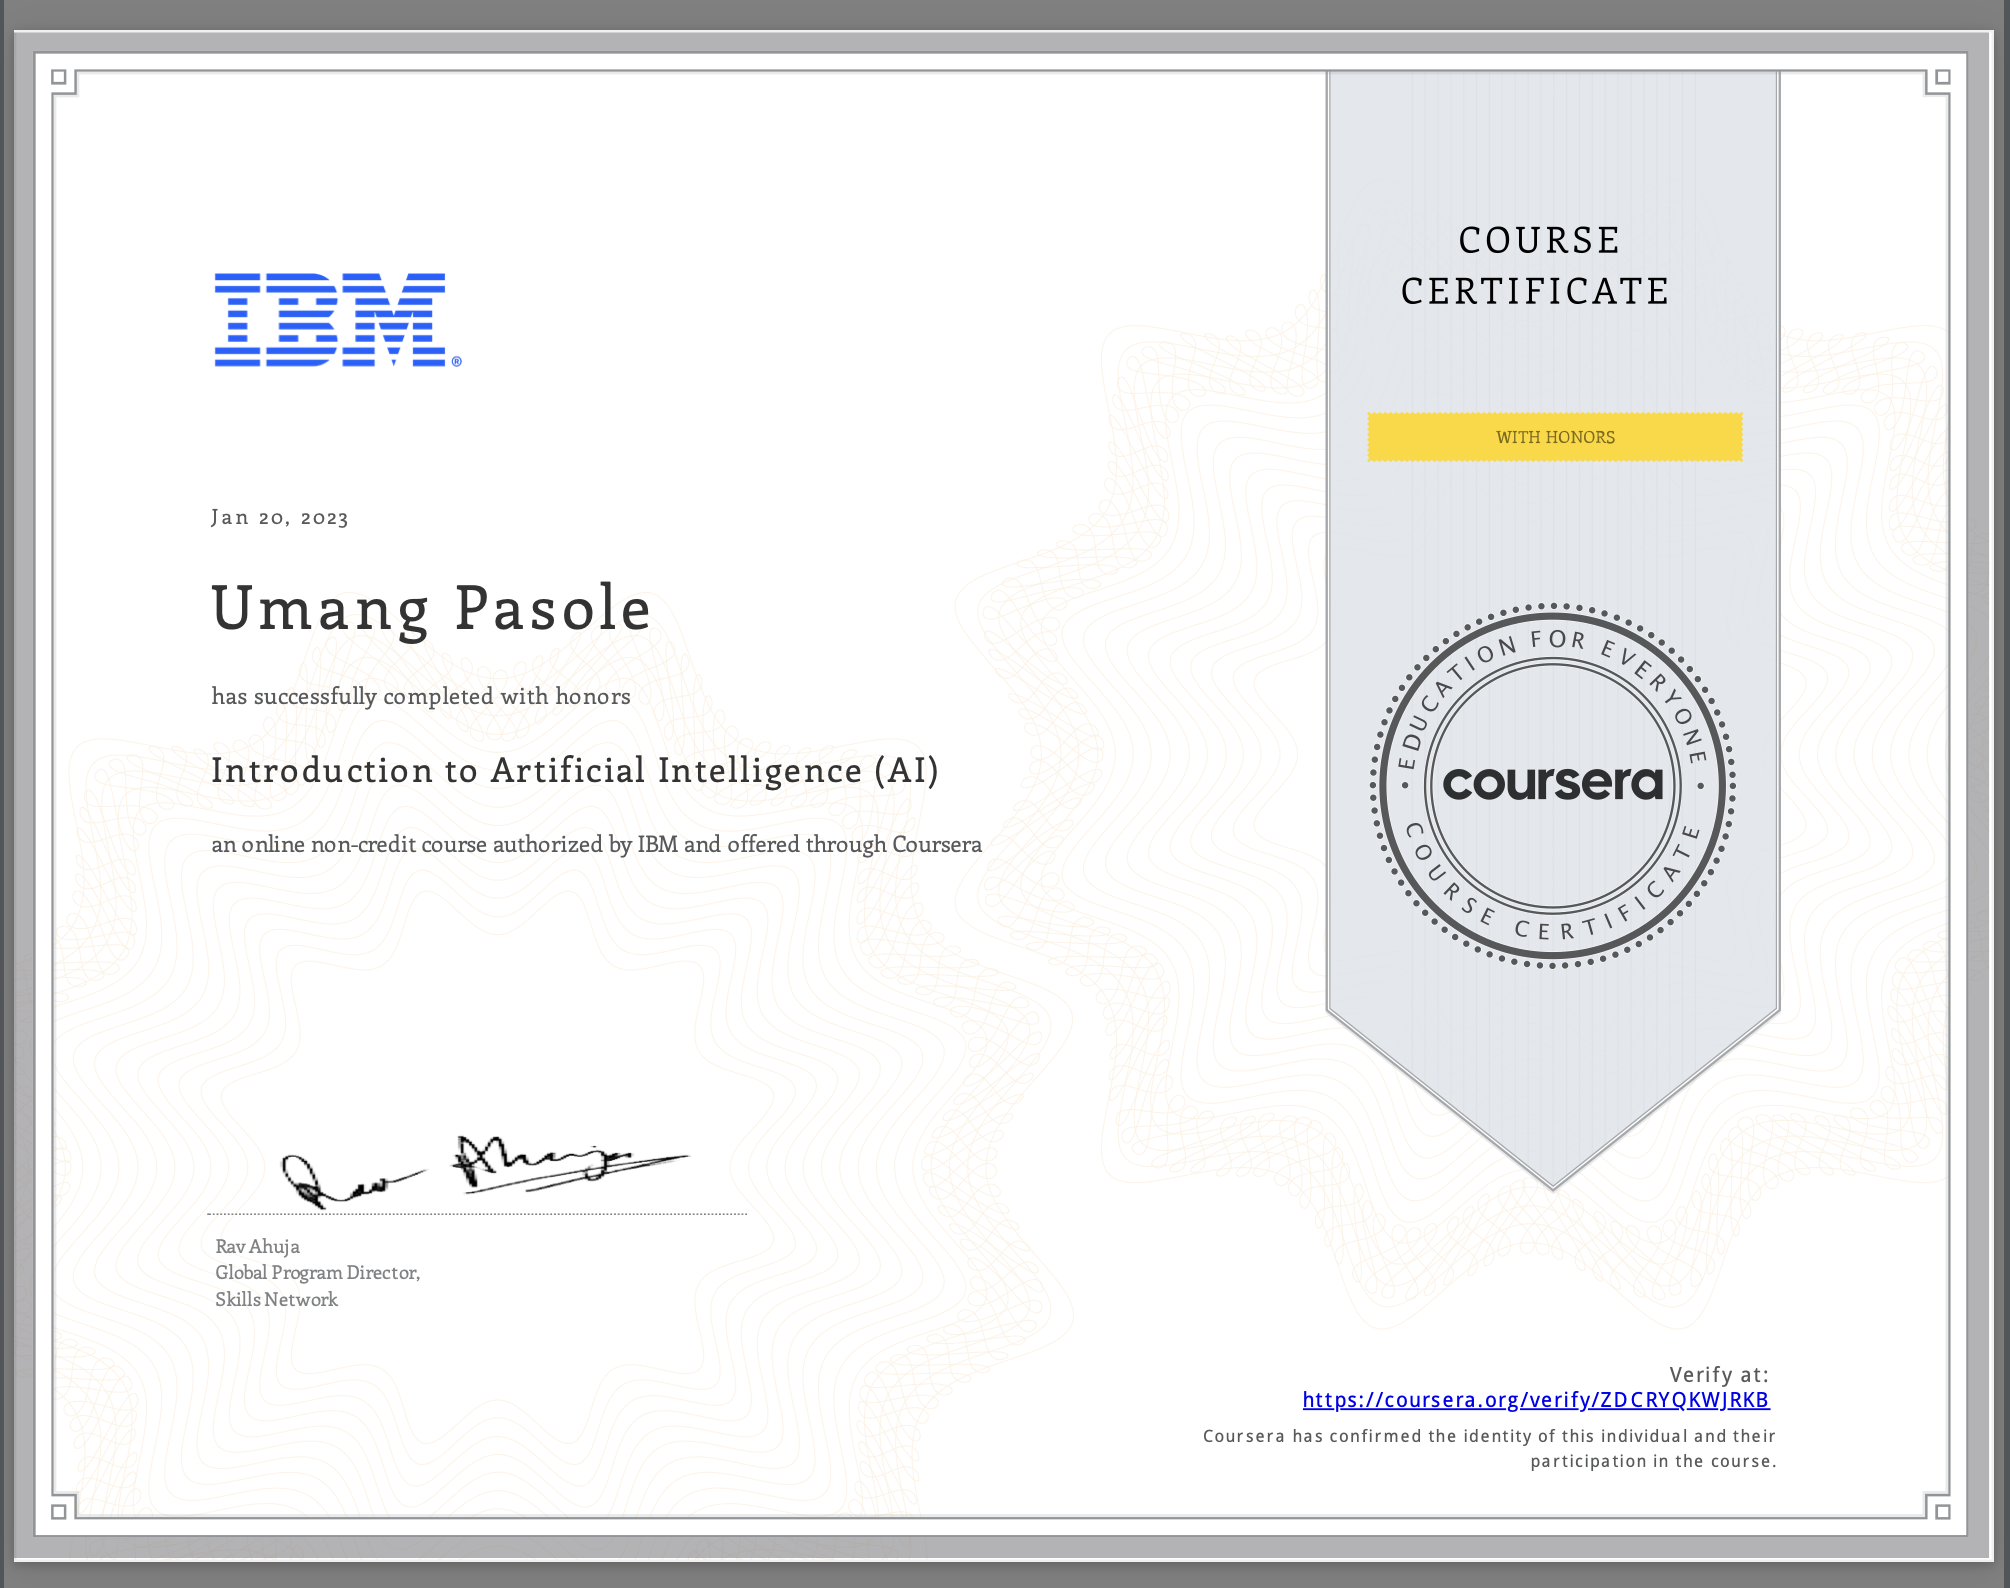 IBM®
COURSE
CERTIFICATE
WITH HONORS
Jan 20, 2023
Umang Pasole
has successfully completed with honors
Introduction to Artificial Intelligence (AI)
an online non-credit course authorized by IBM and offered through Coursera
EDUCATION FOR EVERYONE
coursera
COURSE CERTIFICATE
Rav Ahuja
Rav Ahuja
Global Program Director,
Skills Network
Verify at:
https://coursera.org/verify/ZDCRYQKWJRKB
Coursera has confirmed the identity of this individual and their
participation in the course.